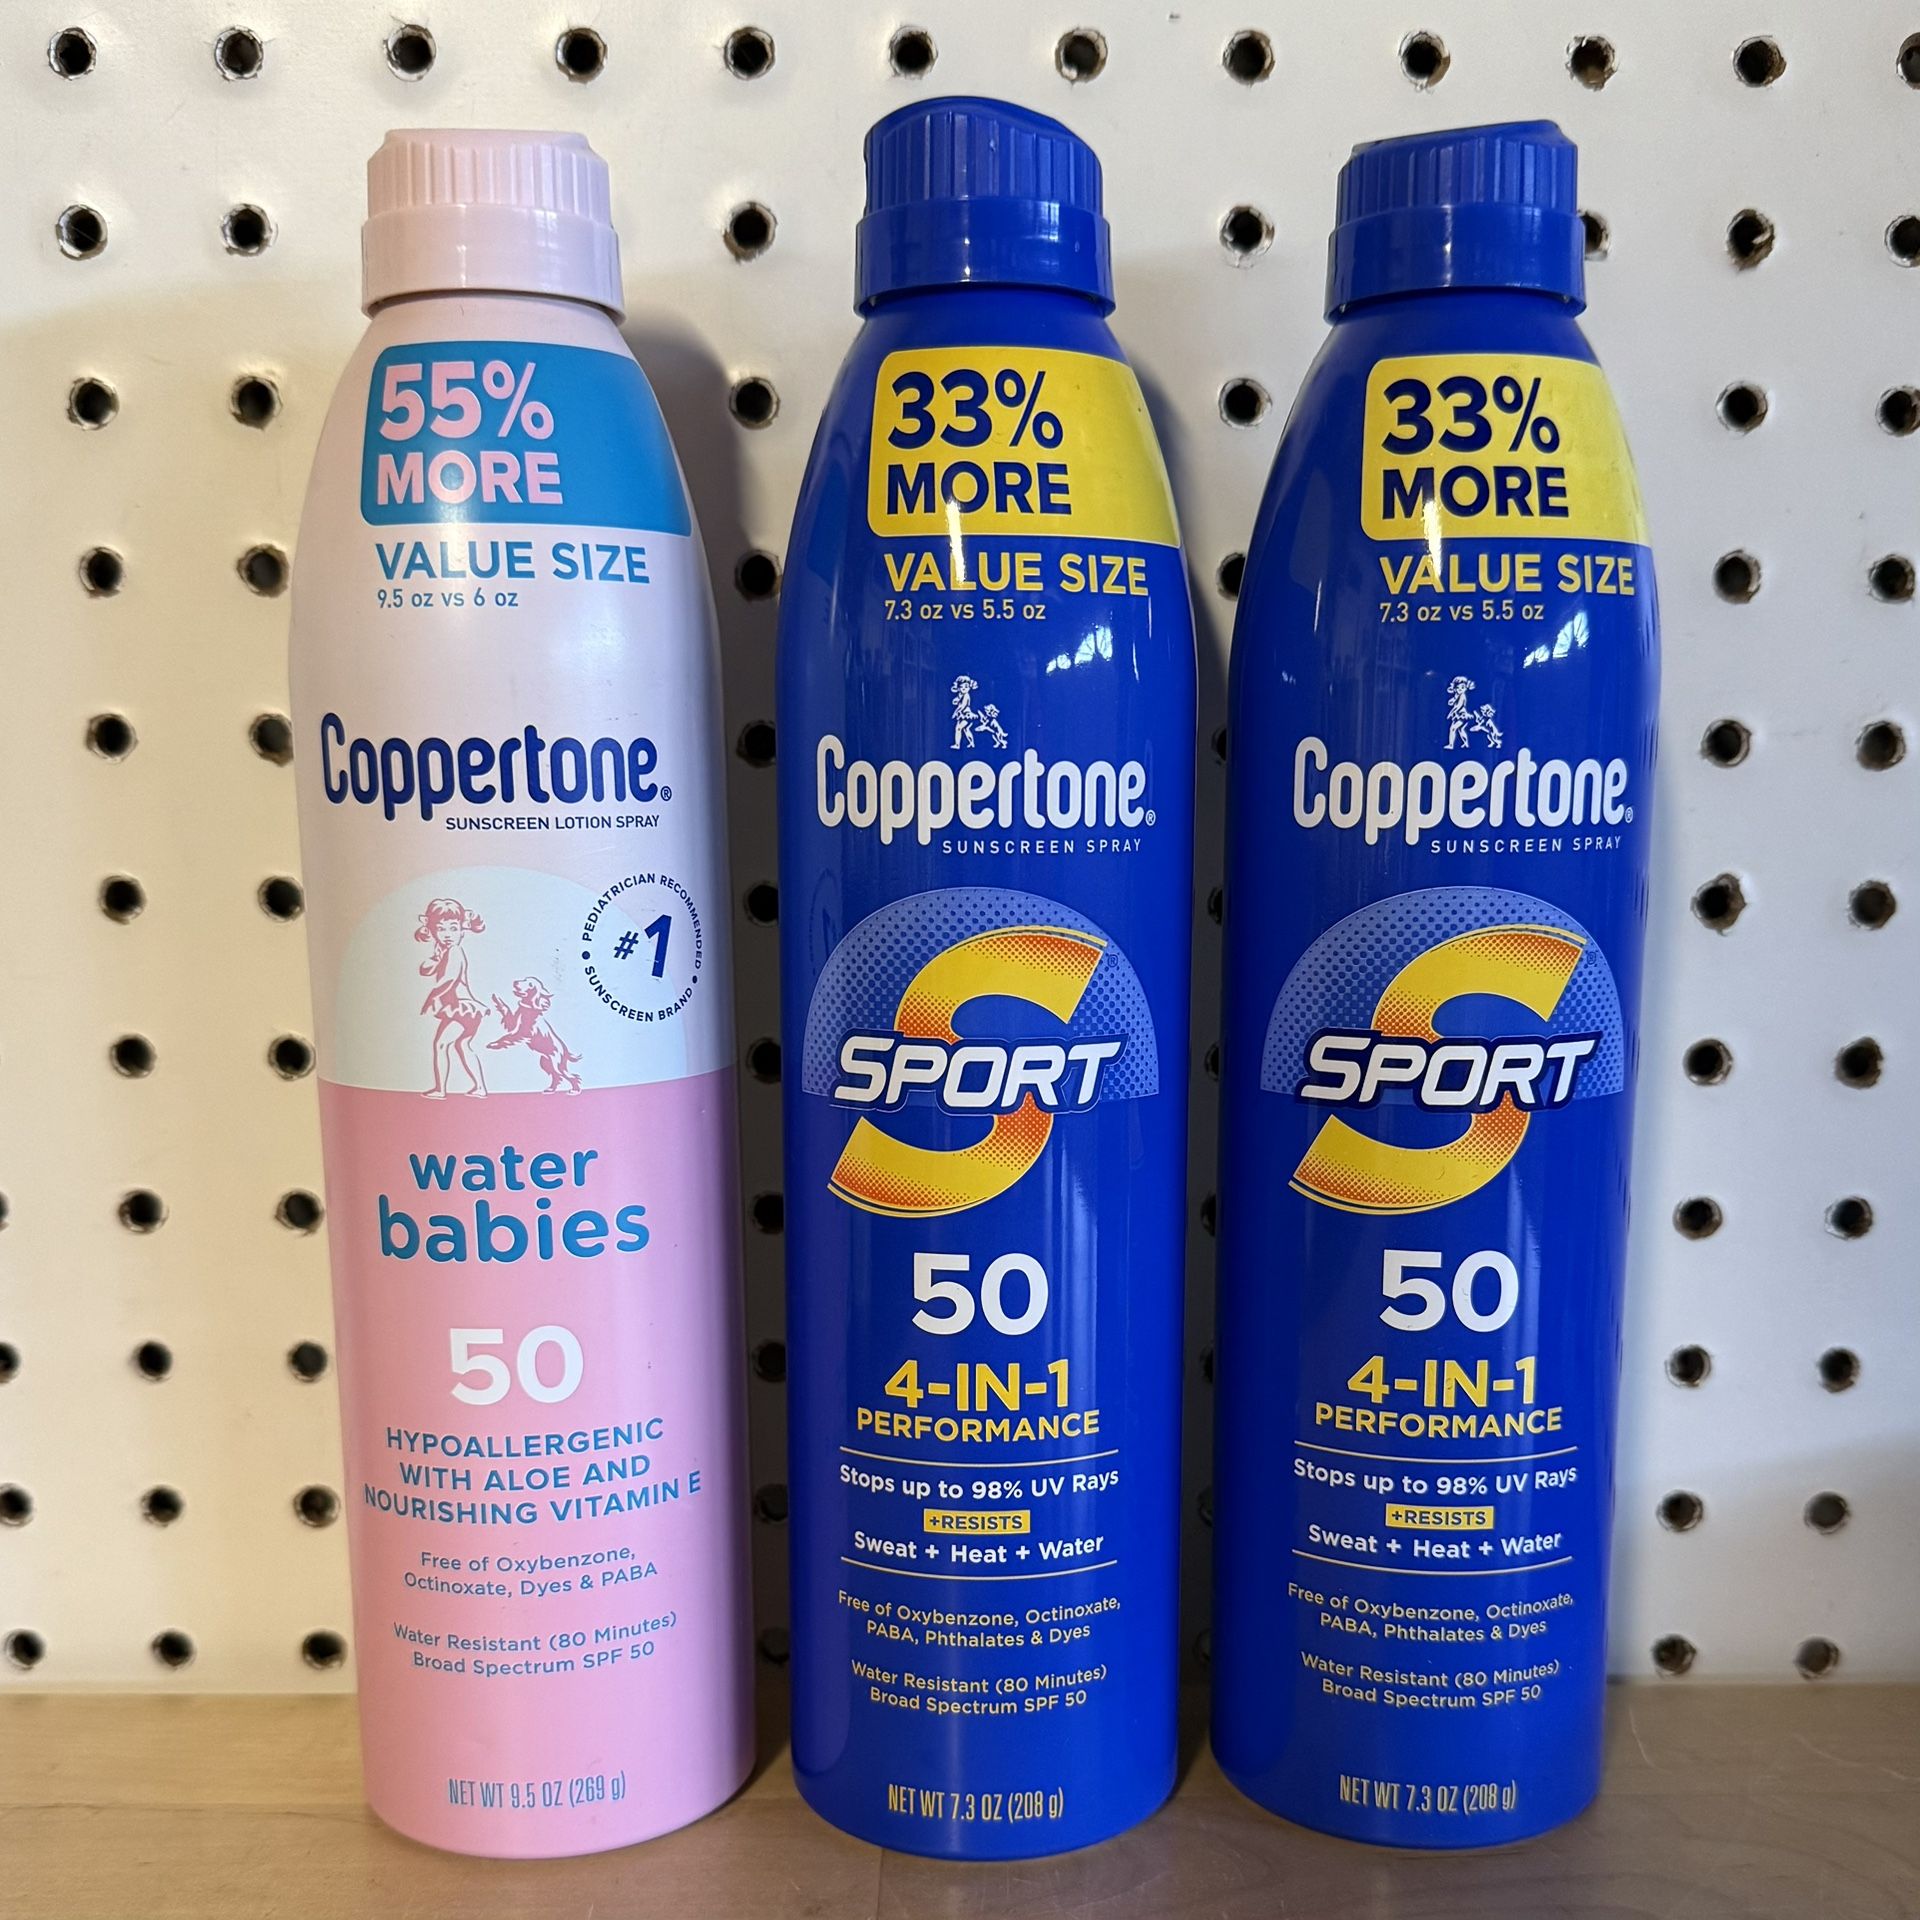 55%
MORE
VALUE SIZE
9.5 oz vs 6 oz
Coppertone®
SUNSCREEN LOTION SPRAY
PEDIATRICIAN RECOMMENDED
#1
SUNSCREEN BRAND
water
babies
50
HYPOALLERGENIC
WITH ALOE AND
NOURISHING VITAMIN E
Free of Oxybenzone,
Octinoxate, Dyes & PABA
Water Resistant (80 Minutes)
Broad Spectrum SPF 50
NET WT 9.5 OZ (269 g)
33%
MORE
VALUE SIZE
7.3 oz vs 5.5 oz
Coppertone®
SUNSCREEN SPRAY
S®
SPORT
50
4-IN-1
PERFORMANCE
Stops up to 98% UV Rays
+RESISTS
Sweat + Heat + Water
Free of Oxybenzone, Octinoxate,
PABA, Phthalates & Dyes
Water Resistant (80 Minutes)
Broad Spectrum SPF 50
NET WT 7.3 OZ (208 g)
33%
MORE
VALUE SIZE
7.3 oz vs 5.5 oz
Coppertone®
SUNSCREEN SPRAY
S®
SPORT
50
4-IN-1
PERFORMANCE
Stops up to 98% UV Rays
+RESISTS
Sweat + Heat + Water
Free of Oxybenzone, Octinoxate,
PABA, Phthalates & Dyes
Water Resistant (80 Minutes)
Broad Spectrum SPF 50
NET WT 7.3 OZ (208 g)